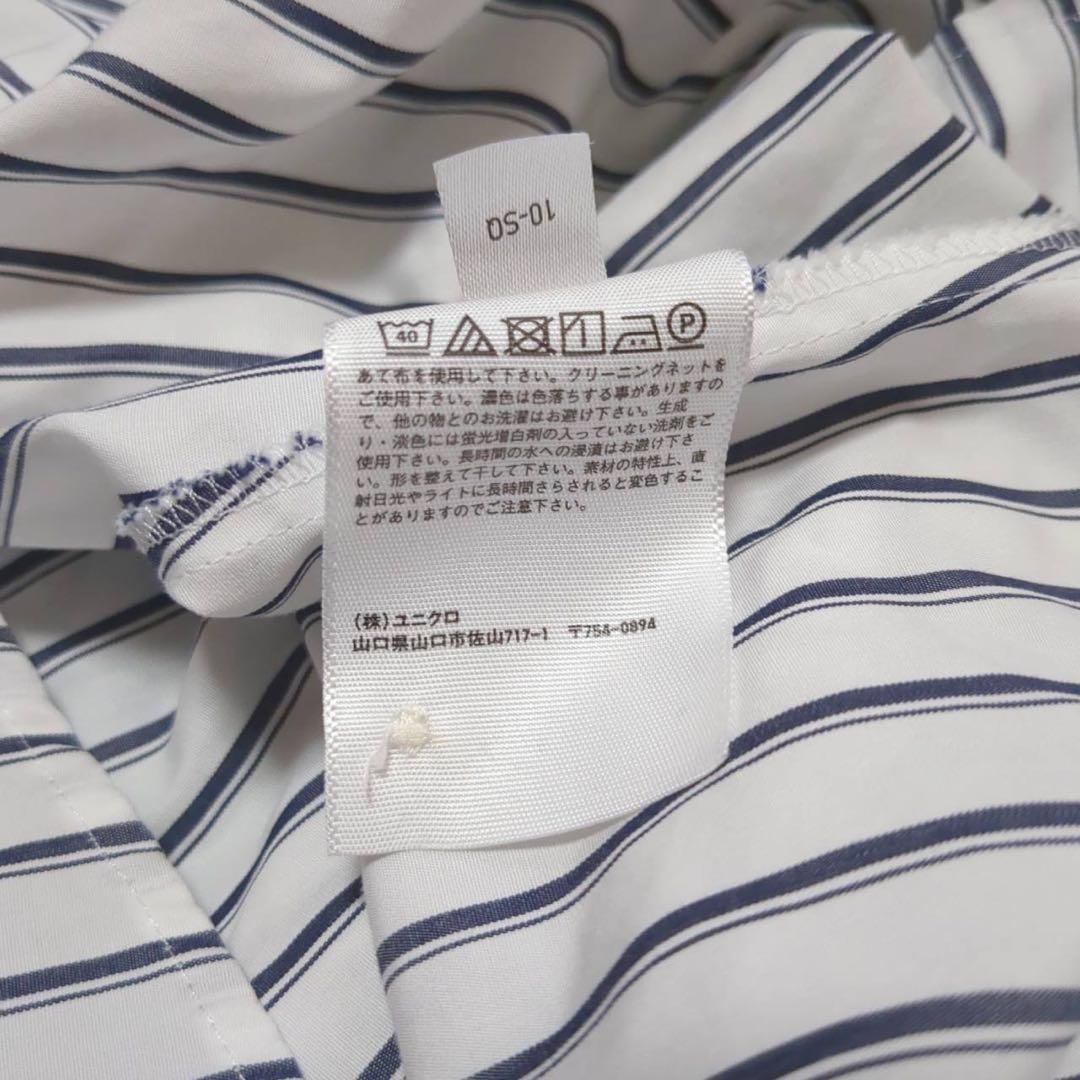 10-SQ
40 P
あて布を使用して下さい。クリーニングネットを
ご使用下さい。濃色は色落ちする事がありますの
で、他の物とのお洗濯はお避け下さい。生成
り・淡色には蛍光増白剤の入っていない洗剤をご
使用下さい。長時間の水への浸漬はお避け下さ
い。形を整えて干して下さい。素材の特性上、直
射日光やライトに長時間さらされると変色するこ
とがありますのでご注意下さい。
(株)ユニクロ
山口県山口市佐山717-1 〒754-0894